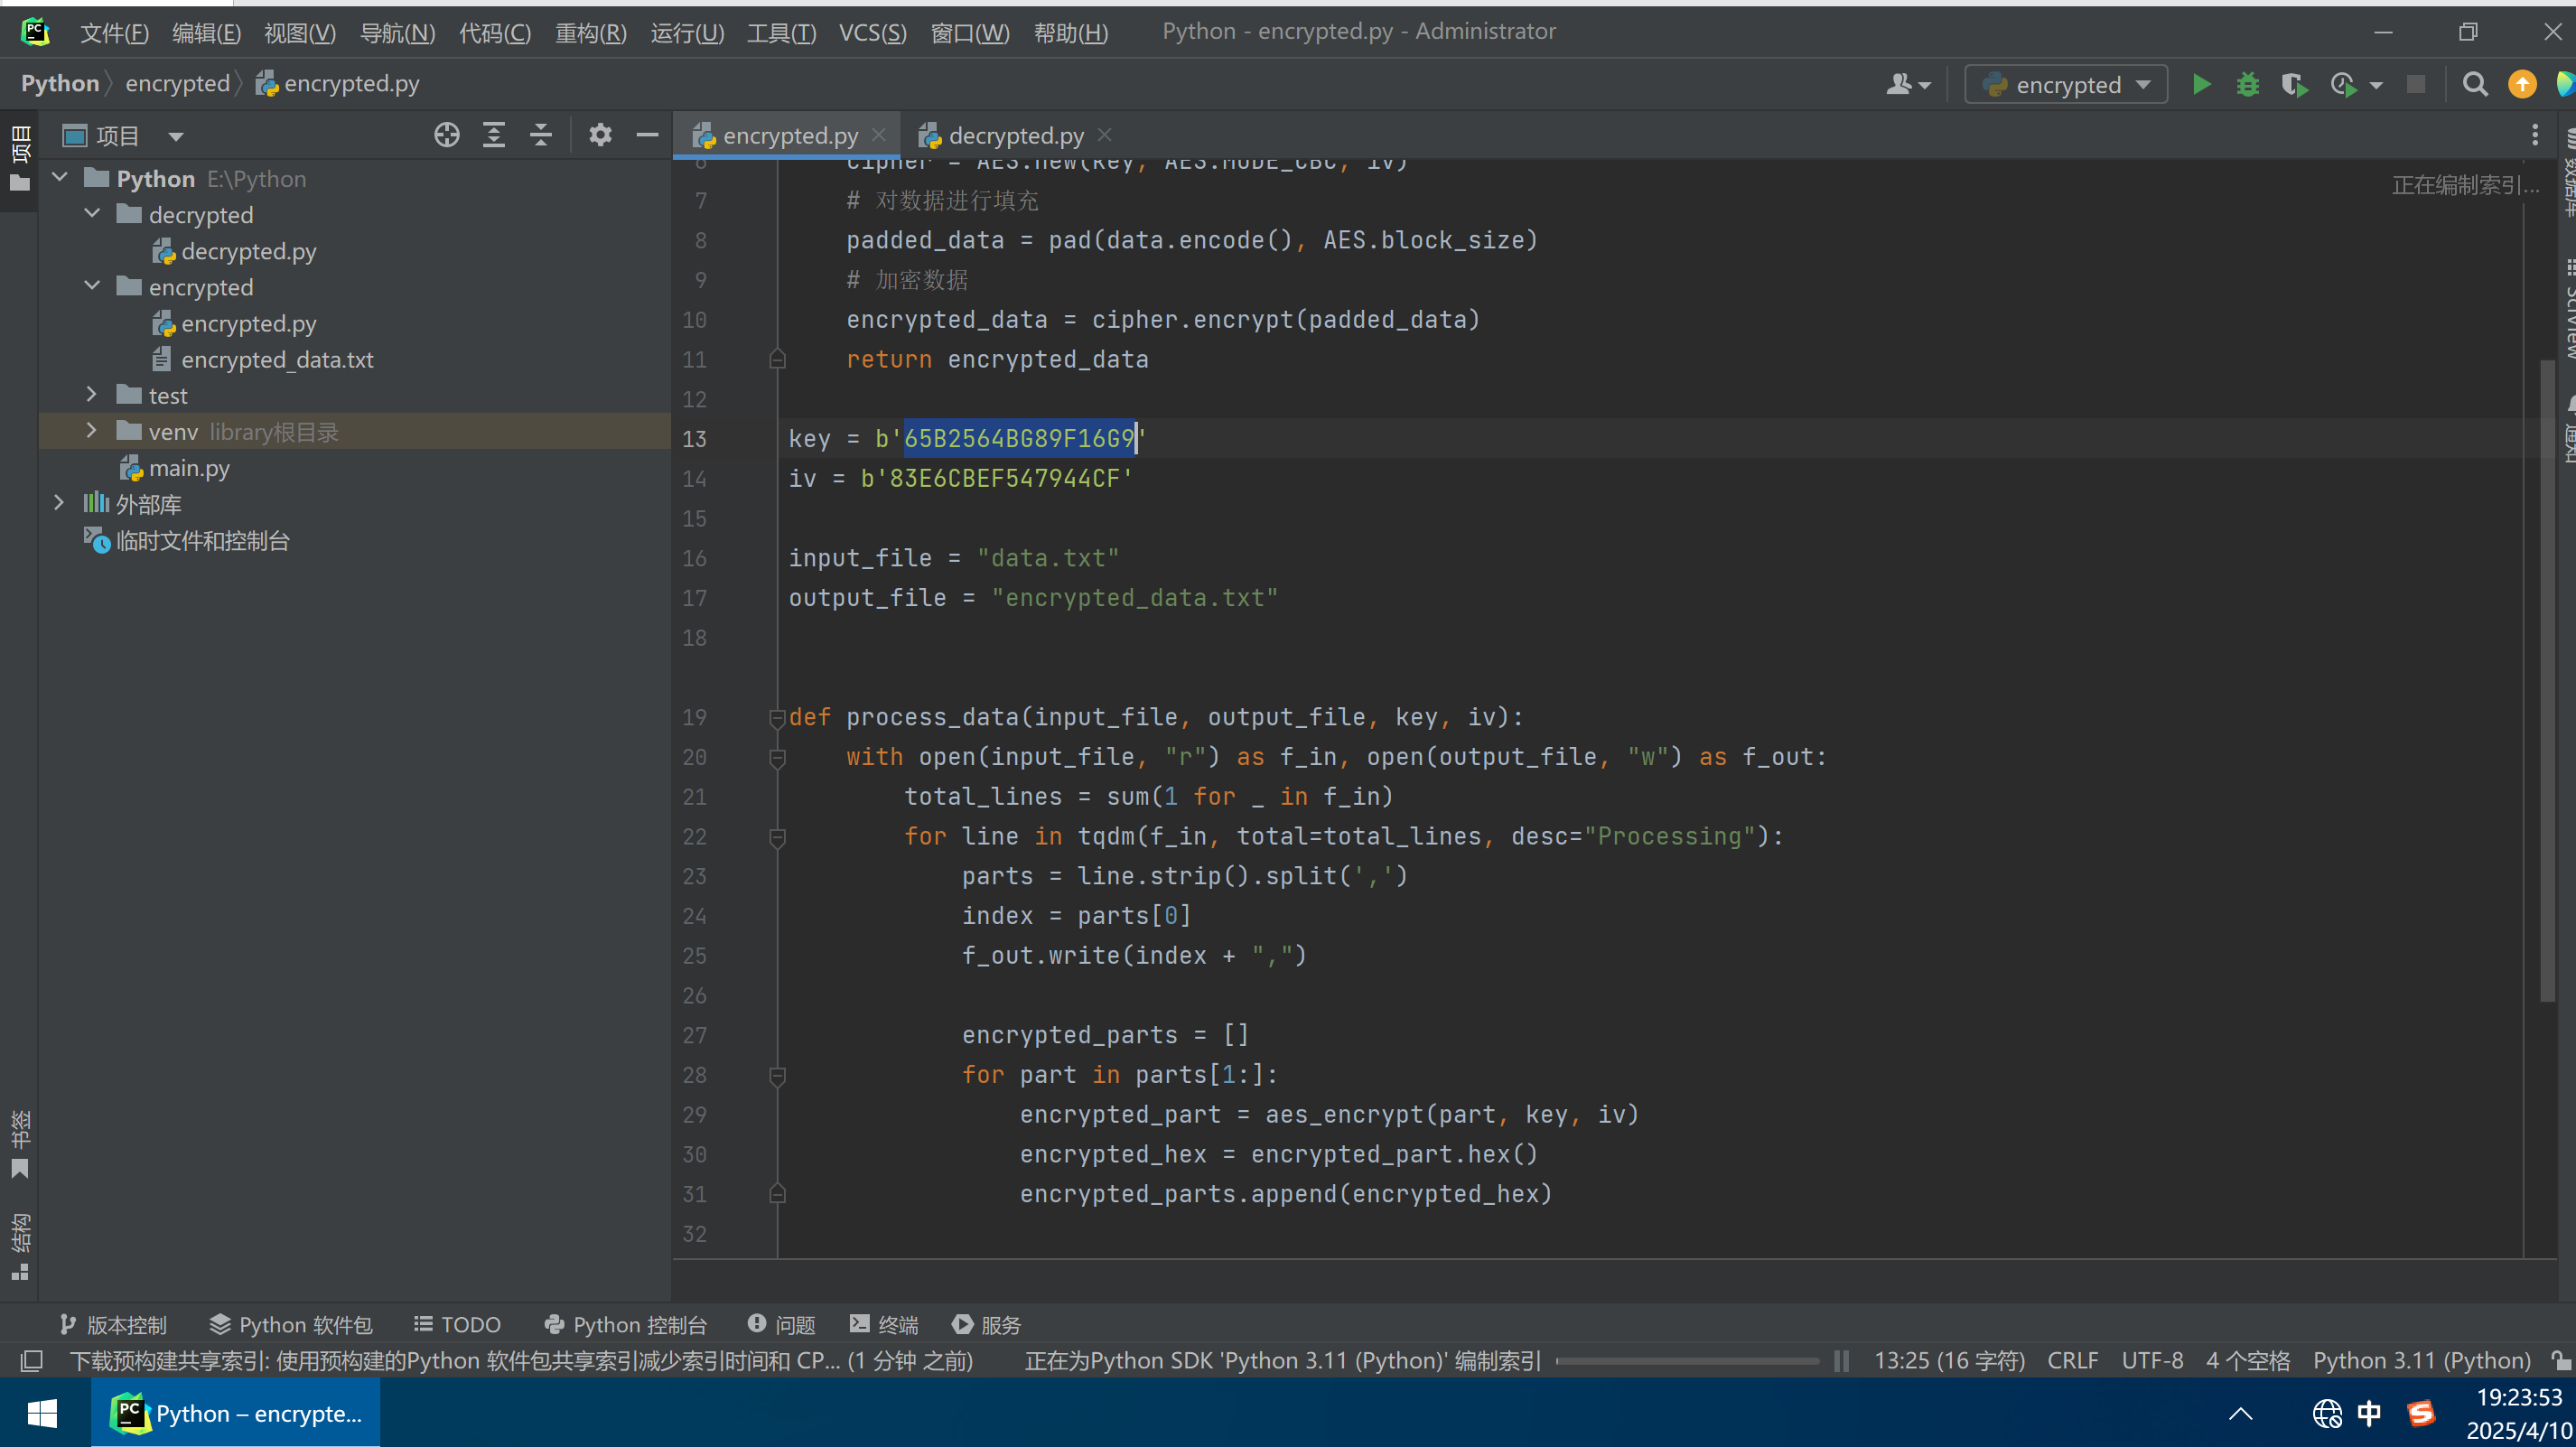 文件(F) 编辑(E) 视图(V) 导航(N) 代码(C) 重构(R) 运行(U) 工具(T) VCS(S) 窗口(W) 帮助(H) Python - encrypted.py - Administrator
Python encrypted encrypted.py
encrypted
项目
项目
encrypted.py decrypted.py
Python E:\Python
decrypted
decrypted.py
encrypted
encrypted.py
encrypted_data.txt
test
venv library根目录
main.py
外部库
临时文件和控制台
正在编制索引...
6 cipher = AES.new(key, AES.MODE_CBC, iv)
7 # 对数据进行填充
8 padded_data = pad(data.encode(), AES.block_size)
9 # 加密数据
10 encrypted_data = cipher.encrypt(padded_data)
11 return encrypted_data
12
13 key = b'65B2564BG89F16G9'
14 iv = b'83E6CBEF547944CF'
15
16 input_file = "data.txt"
17 output_file = "encrypted_data.txt"
18
19 def process_data(input_file, output_file, key, iv):
20 with open(input_file, "r") as f_in, open(output_file, "w") as f_out:
21 total_lines = sum(1 for _ in f_in)
22 for line in tqdm(f_in, total=total_lines, desc="Processing"):
23 parts = line.strip().split(',')
24 index = parts[0]
25 f_out.write(index + ",")
26
27 encrypted_parts = []
28 for part in parts[1:]:
29 encrypted_part = aes_encrypt(part, key, iv)
30 encrypted_hex = encrypted_part.hex()
31 encrypted_parts.append(encrypted_hex)
32
数据库
SciView
通知
书签
结构
版本控制 Python 软件包 TODO Python 控制台 问题 终端 服务
下载预构建共享索引: 使用预构建的Python 软件包共享索引减少索引时间和 CP... (1 分钟 之前) 正在为Python SDK 'Python 3.11 (Python)' 编制索引 13:25 (16 字符) CRLF UTF-8 4 个空格 Python 3.11 (Python)
PC Python – encrypte...
中
19:23:53
2025/4/10